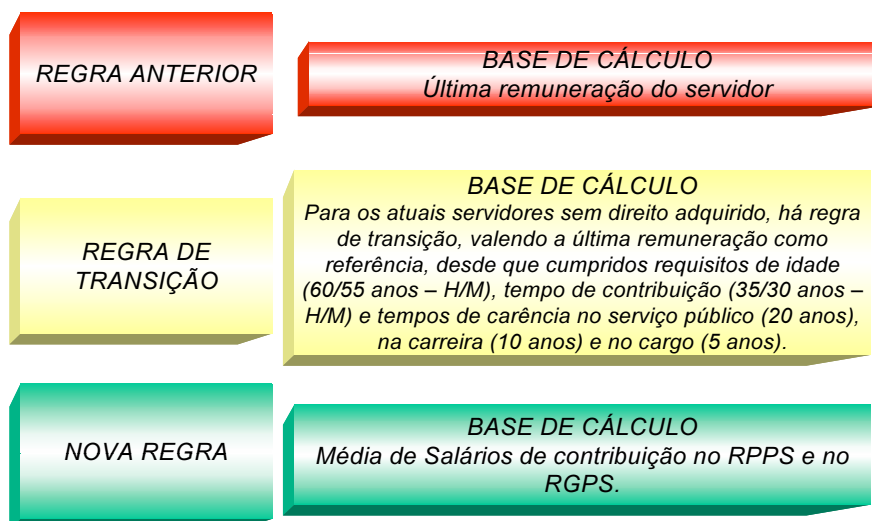 REGRA ANTERIOR
BASE DE CÁLCULO
Última remuneração do servidor
REGRA DE
TRANSIÇÃO
BASE DE CÁLCULO
Para os atuais servidores sem direito adquirido, há regra
de transição, valendo a última remuneração como
referência, desde que cumpridos requisitos de idade
(60/55 anos – H/M), tempo de contribuição (35/30 anos –
H/M) e tempos de carência no serviço público (20 anos),
na carreira (10 anos) e no cargo (5 anos).
NOVA REGRA
BASE DE CÁLCULO
Média de Salários de contribuição no RPPS e no
RGPS.